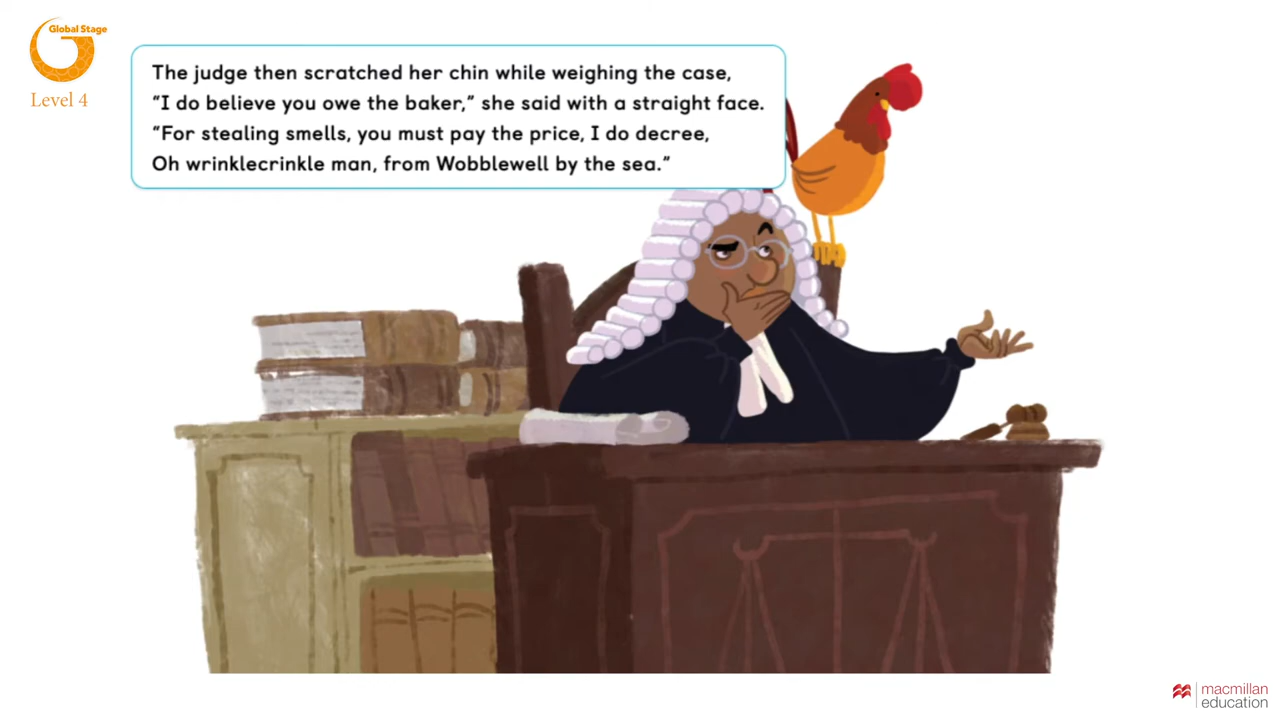 Global Stage
Level 4
The judge then scratched her chin while weighing the case,
“I do believe you owe the baker,” she said with a straight face.
“For stealing smells, you must pay the price, I do decree,
Oh wrinklecrinkle man, from Wobblewell by the sea.”
macmillan
education